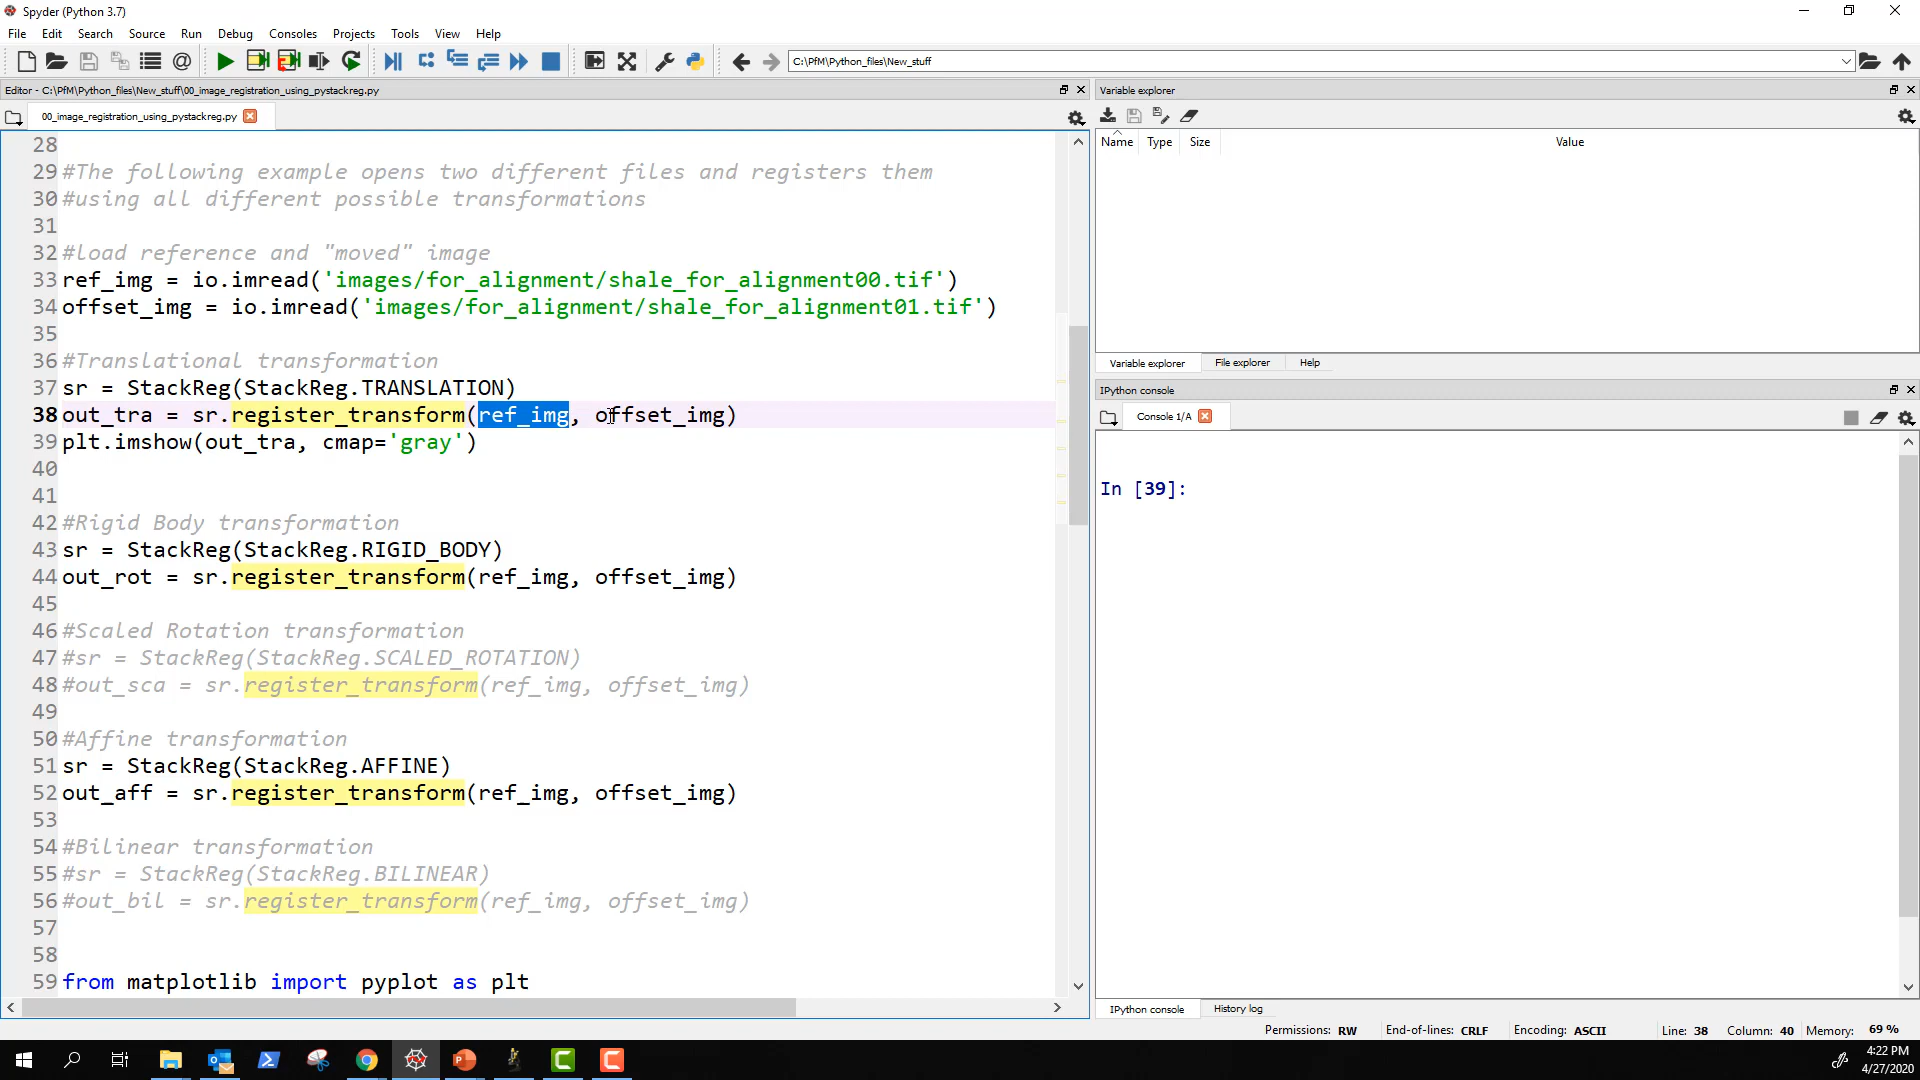 Spyder (Python 3.7)
File Edit Search Source Run Debug Consoles Projects Tools View Help
C:\PfM\Python_files\New_stuff
Editor - C:\PfM\Python_files\New_stuff\00_image_registration_using_pystackreg.py
00_image_registration_using_pystackreg.py
28
29 #The following example opens two different files and registers them
30 #using all different possible transformations
31
32 #load reference and "moved" image
33 ref_img = io.imread('images/for_alignment/shale_for_alignment00.tif')
34 offset_img = io.imread('images/for_alignment/shale_for_alignment01.tif')
35
36 #Translational transformation
37 sr = StackReg(StackReg.TRANSLATION)
38 out_tra = sr.register_transform(ref_img, offset_img)
39 plt.imshow(out_tra, cmap='gray')
40
41
42 #Rigid Body transformation
43 sr = StackReg(StackReg.RIGID_BODY)
44 out_rot = sr.register_transform(ref_img, offset_img)
45
46 #Scaled Rotation transformation
47 #sr = StackReg(StackReg.SCALED_ROTATION)
48 #out_sca = sr.register_transform(ref_img, offset_img)
49
50 #Affine transformation
51 sr = StackReg(StackReg.AFFINE)
52 out_aff = sr.register_transform(ref_img, offset_img)
53
54 #Bilinear transformation
55 #sr = StackReg(StackReg.BILINEAR)
56 #out_bil = sr.register_transform(ref_img, offset_img)
57
58
59 from matplotlib import pyplot as plt
Variable explorer
Name Type Size Value
Variable explorer File explorer Help
IPython console
Console 1/A
In [39]:
IPython console History log
Permissions: RW End-of-lines: CRLF Encoding: ASCII Line: 38 Column: 40 Memory: 69 %
4:22 PM
4/27/2020